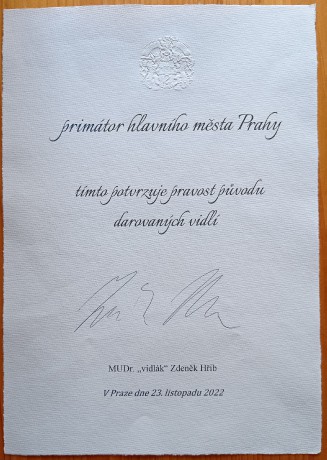 primátor hlavního města Prahy
tímto potvrzuje pravost původu
darovaných vidlí
MUDr. „vidlák“ Zdeněk Hřib
V Praze dne 23. listopadu 2022